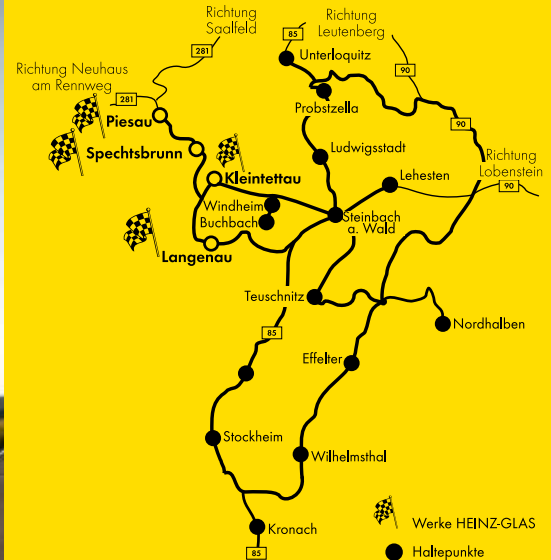 Richtung
Saalfeld
Richtung
Leutenberg
85
281
Unterloquitz
Richtung Neuhaus
am Rennweg
90
281
Probstzella
Piesau
90
Spechtsbrunn
Ludwigsstadt
Richtung
Lobenstein
Kleintettau
Lehesten
90
Windheim
Buchbach
Steinbach
a. Wald
Langenau
Teuschnitz
85
Nordhalben
Effelter
Stockheim
Wilhelmsthal
Kronach
85
Werke HEINZ-GLAS
Haltepunkte